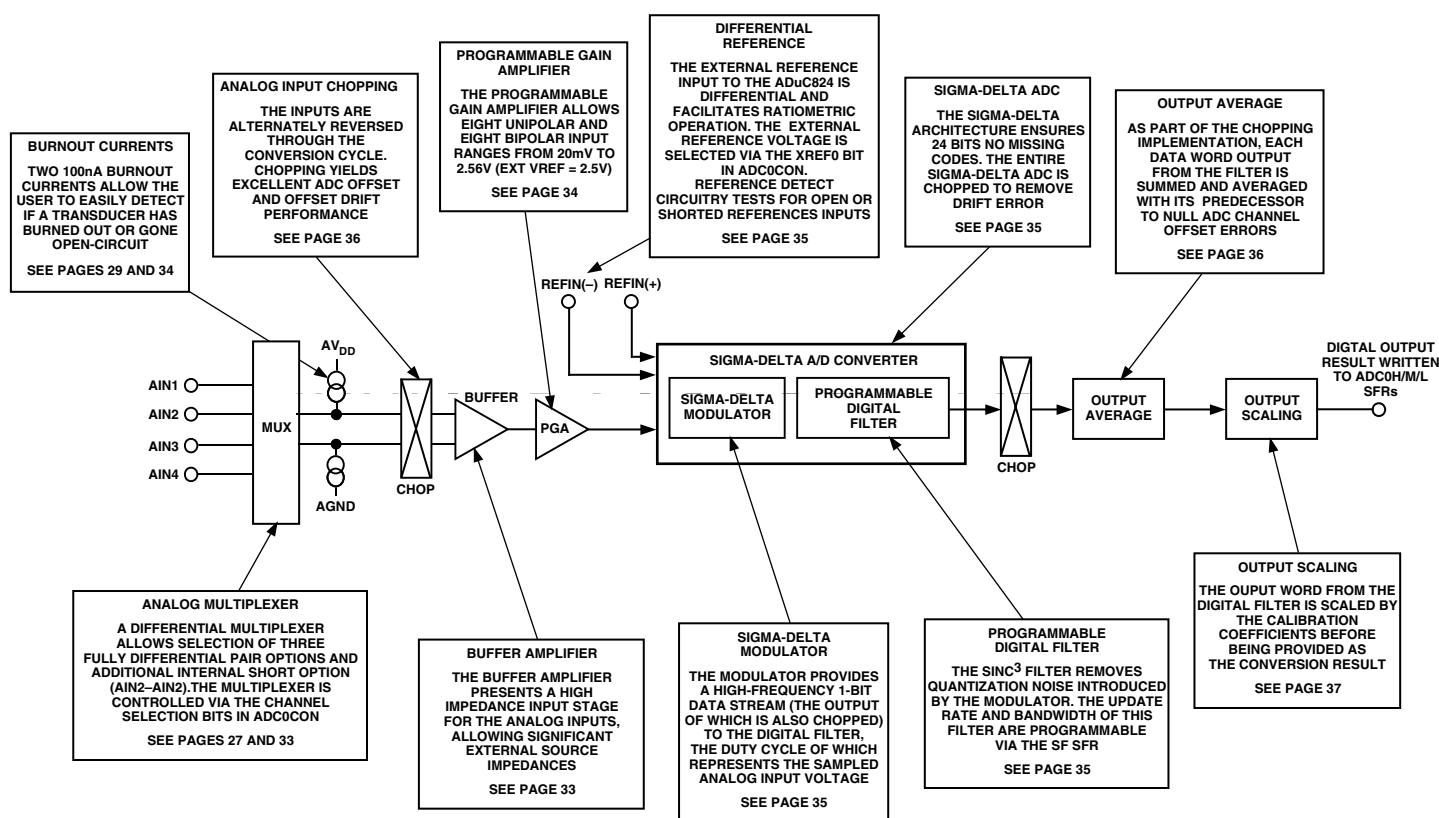 BURNOUT CURRENTS
TWO 100nA BURNOUT
CURRENTS ALLOW THE
USER TO EASILY DETECT
IF A TRANSDUCER HAS
BURNED OUT OR GONE
OPEN-CIRCUIT
SEE PAGES 29 AND 34
ANALOG INPUT CHOPPING
THE INPUTS ARE
ALTERNATELY REVERSED
THROUGH THE
CONVERSION CYCLE.
CHOPPING YIELDS
EXCELLENT ADC OFFSET
AND OFFSET DRIFT
PERFORMANCE
SEE PAGE 36
PROGRAMMABLE GAIN
AMPLIFIER
THE PROGRAMMABLE
GAIN AMPLIFIER ALLOWS
EIGHT UNIPOLAR AND
EIGHT BIPOLAR INPUT
RANGES FROM 20mV TO
2.56V (EXT VREF = 2.5V)
SEE PAGE 34
DIFFERENTIAL
REFERENCE
THE EXTERNAL REFERENCE
INPUT TO THE ADuC824 IS
DIFFERENTIAL AND
FACILITATES RATIOMETRIC
OPERATION. THE EXTERNAL
REFERENCE VOLTAGE IS
SELECTED VIA THE XREF0 BIT
IN ADC0CON.
REFERENCE DETECT
CIRCUITRY TESTS FOR OPEN OR
SHORTED REFERENCES INPUTS
SEE PAGE 35
SIGMA-DELTA ADC
THE SIGMA-DELTA
ARCHITECTURE ENSURES
24 BITS NO MISSING
CODES. THE ENTIRE
SIGMA-DELTA ADC IS
CHOPPED TO REMOVE
DRIFT ERROR
SEE PAGE 35
OUTPUT AVERAGE
AS PART OF THE CHOPPING
IMPLEMENTATION, EACH
DATA WORD OUTPUT
FROM THE FILTER IS
SUMMED AND AVERAGED
WITH ITS PREDECESSOR
TO NULL ADC CHANNEL
OFFSET ERRORS
SEE PAGE 36
REFIN(–) REFIN(+)
AIN1
AIN2
AIN3
AIN4
MUX
AVDD
AGND
CHOP
BUFFER
PGA
SIGMA-DELTA A/D CONVERTER
SIGMA-DELTA
MODULATOR
PROGRAMMABLE
DIGITAL
FILTER
CHOP
OUTPUT
AVERAGE
OUTPUT
SCALING
DIGTAL OUTPUT
RESULT WRITTEN
TO ADC0H/M/L
SFRs
ANALOG MULTIPLEXER
A DIFFERENTIAL MULTIPLEXER
ALLOWS SELECTION OF THREE
FULLY DIFFERENTIAL PAIR OPTIONS AND
ADDITIONAL INTERNAL SHORT OPTION
(AIN2–AIN2).THE MULTIPLEXER IS
CONTROLLED VIA THE CHANNEL
SELECTION BITS IN ADC0CON
SEE PAGES 27 AND 33
BUFFER AMPLIFIER
THE BUFFER AMPLIFIER
PRESENTS A HIGH
IMPEDANCE INPUT STAGE
FOR THE ANALOG INPUTS,
ALLOWING SIGNIFICANT
EXTERNAL SOURCE
IMPEDANCES
SEE PAGE 33
SIGMA-DELTA
MODULATOR
THE MODULATOR PROVIDES
A HIGH-FREQUENCY 1-BIT
DATA STREAM (THE OUTPUT
OF WHICH IS ALSO CHOPPED)
TO THE DIGITAL FILTER,
THE DUTY CYCLE OF WHICH
REPRESENTS THE SAMPLED
ANALOG INPUT VOLTAGE
SEE PAGE 35
PROGRAMMABLE
DIGITAL FILTER
THE SINC3 FILTER REMOVES
QUANTIZATION NOISE INTRODUCED
BY THE MODULATOR. THE UPDATE
RATE AND BANDWIDTH OF THIS
FILTER ARE PROGRAMMABLE
VIA THE SF SFR
SEE PAGE 35
OUTPUT SCALING
THE OUPUT WORD FROM THE
DIGITAL FILTER IS SCALED BY
THE CALIBRATION
COEFFICIENTS BEFORE
BEING PROVIDED AS
THE CONVERSION RESULT
SEE PAGE 37